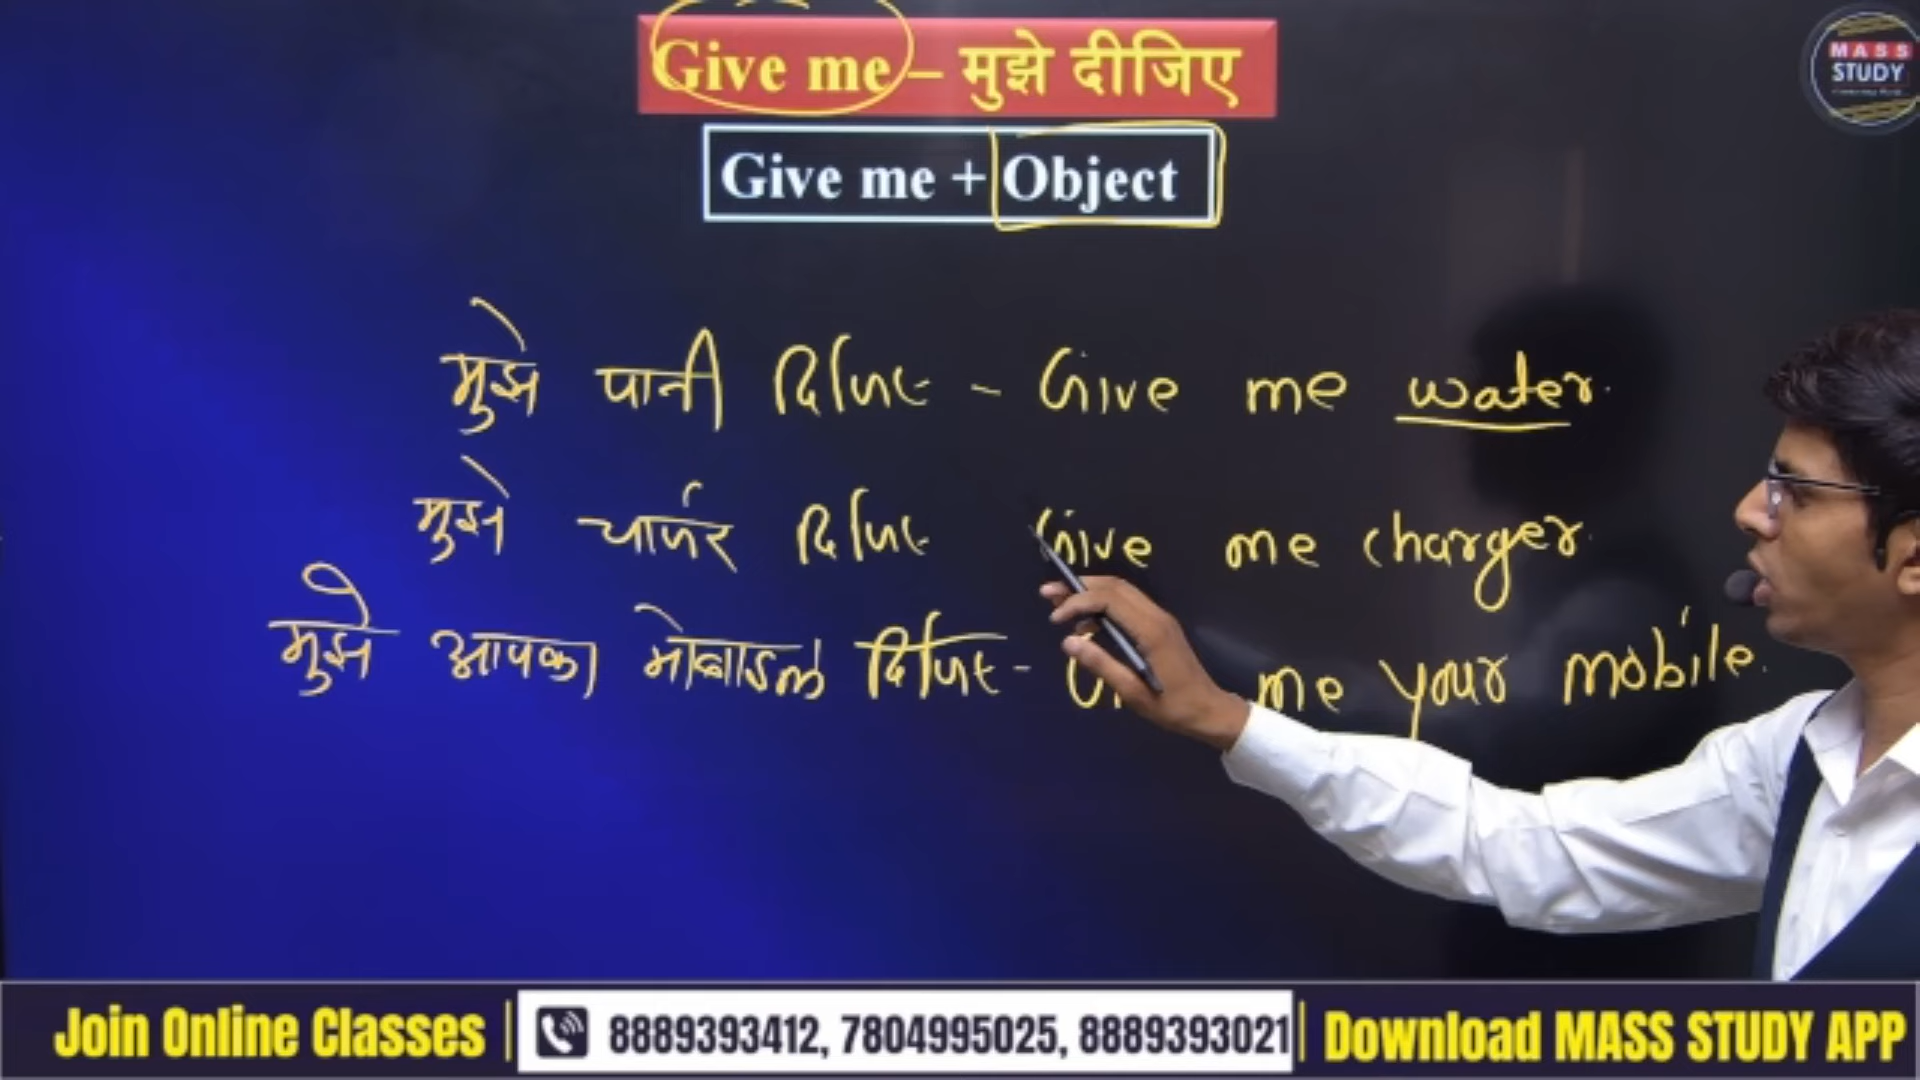 Give me – मुझे दीजिए
MASS
STUDY
Give me + Object
मुझे पानी दिजिए - Give me water.
मुझे चार्जर दिजिए Give me charger.
मुझे आपका मोबाइल दिजिए - me your mobile.
Join Online Classes 8889393412, 7804995025, 8889393021 Download MASS STUDY APP